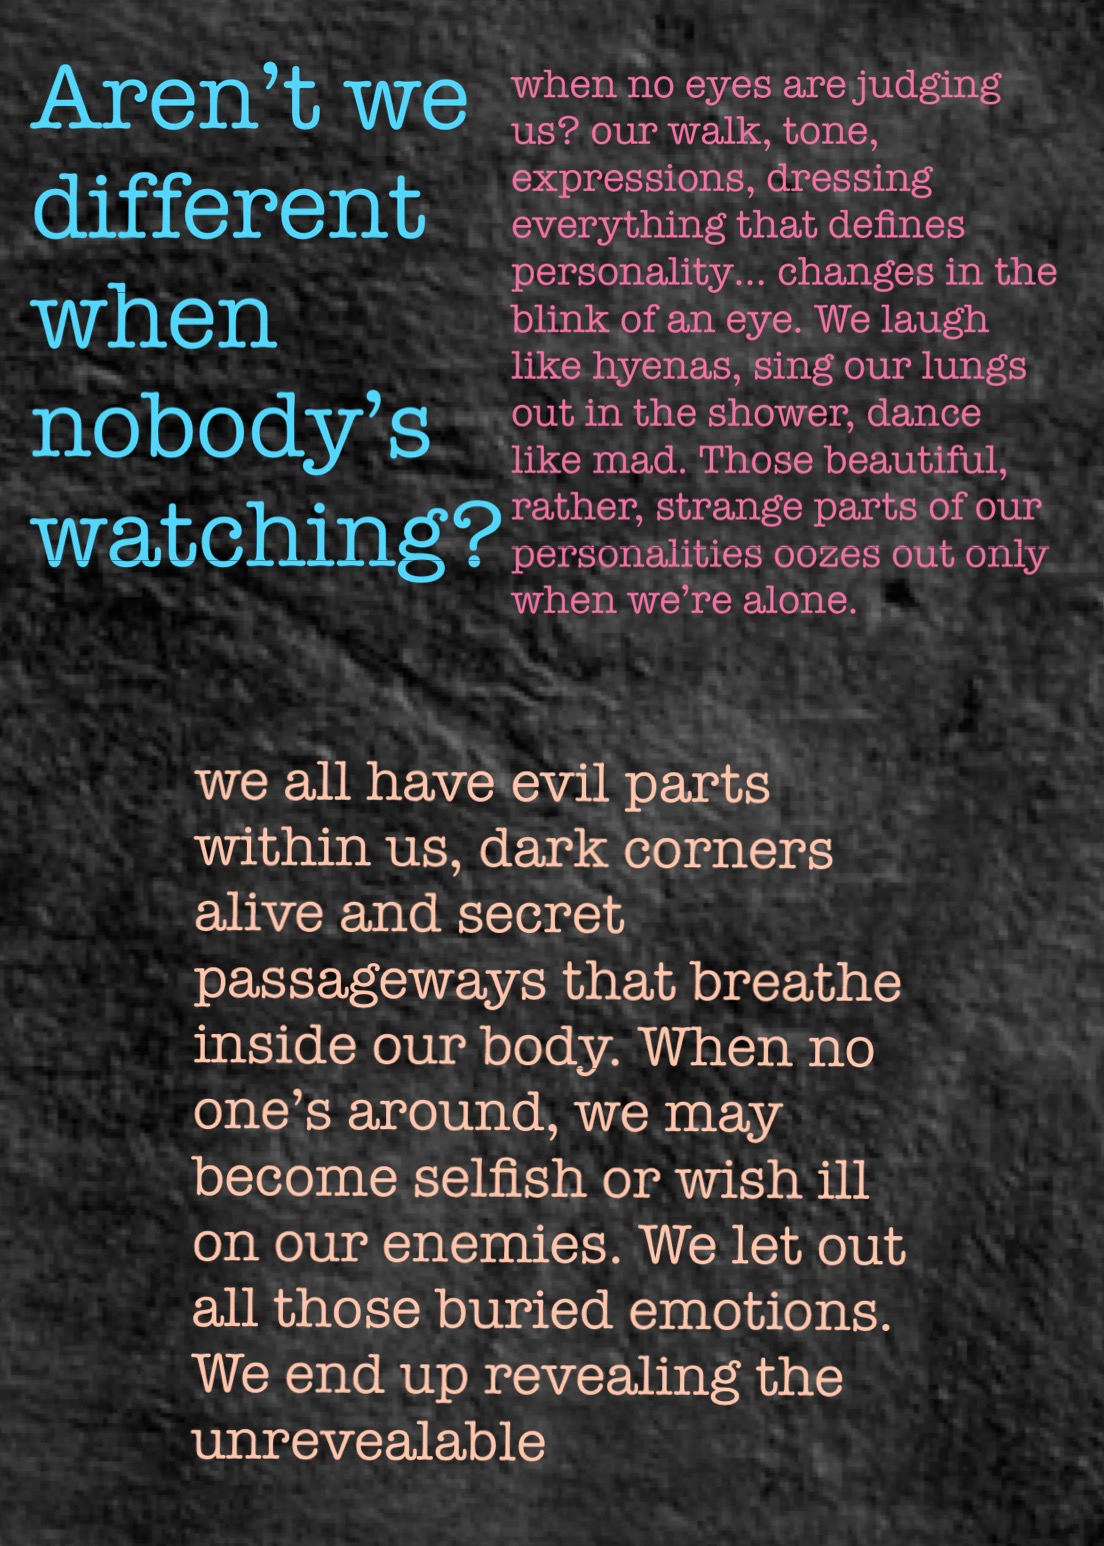 Aren’t we
different
when
nobody’s
watching?
when no eyes are judging
us? our walk, tone,
expressions, dressing
everything that defines
personality... changes in the
blink of an eye. We laugh
like hyenas, sing our lungs
out in the shower, dance
like mad. Those beautiful,
rather, strange parts of our
personalities oozes out only
when we’re alone.
we all have evil parts
within us, dark corners
alive and secret
passageways that breathe
inside our body. When no
one’s around, we may
become selfish or wish ill
on our enemies. We let out
all those buried emotions.
We end up revealing the
unrevealable